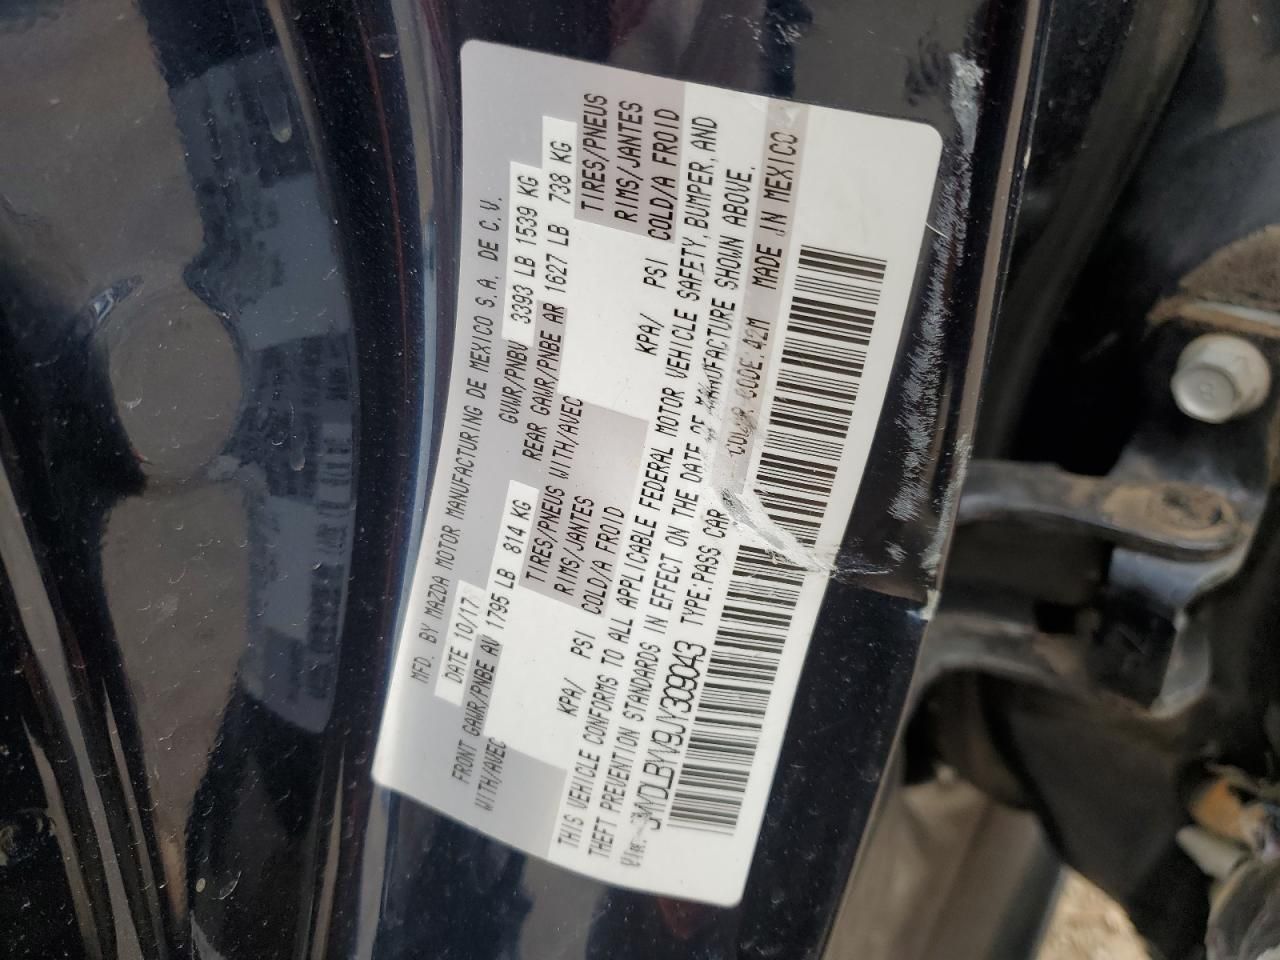 MFD. BY MAZDA MOTOR MANUFACTURING DE MEXICO S.A. DE C.V.
DATE 10/17 GVWR/PNBV 3393 LB 1539 KG
FRONT GAWR/PNBE AV 1795 LB 814 KG REAR GAWR/PNBE AR 1627 LB 738 KG
WITH/AVEC TIRES/PNEUS WITH/AVEC TIRES/PNEUS
RIMS/JANTES RIMS/JANTES
KPA/ PSI COLD/A FROID KPA/ PSI COLD/A FROID
THIS VEHICLE CONFORMS TO ALL APPLICABLE FEDERAL MOTOR VEHICLE SAFETY, BUMPER, AND
THEFT PREVENTION STANDARDS IN EFFECT ON THE DATE OF MANUFACTURE SHOWN ABOVE.
VIN: 3MYDLBYV9JY309043 TYPE: PASS CAR COLOR CODE: 42M MADE IN MEXICO